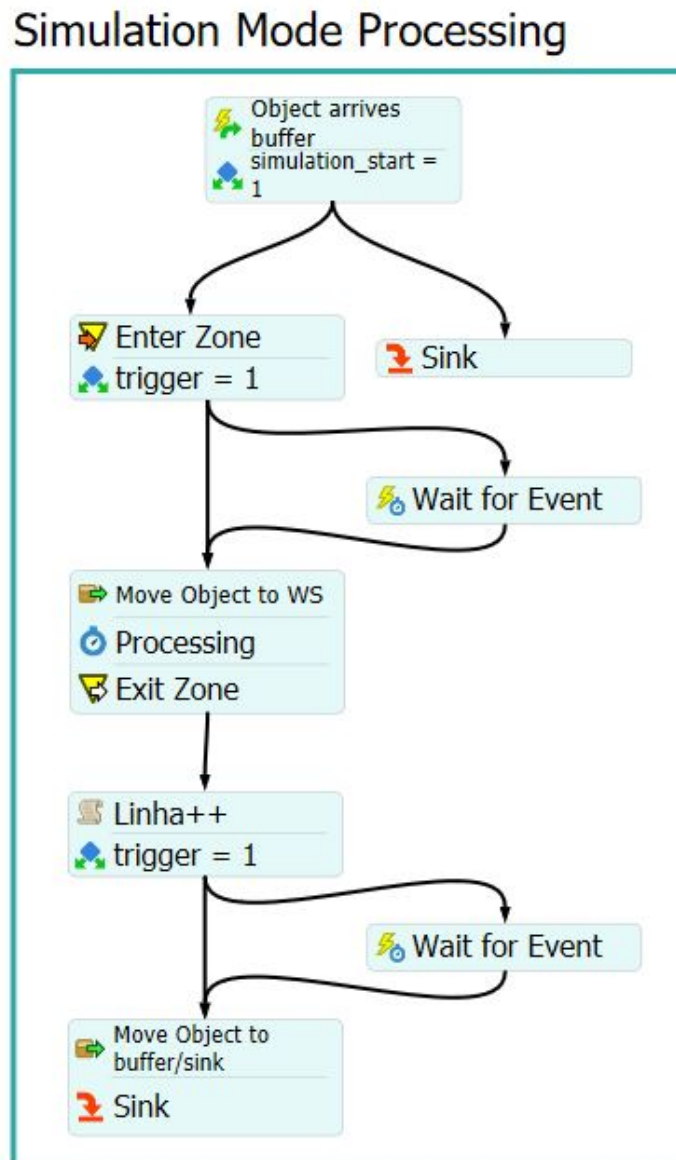 Simulation Mode Processing
Object arrives
buffer
simulation_start =
1
Enter Zone
trigger = 1
Sink
Wait for Event
Move Object to WS
Processing
Exit Zone
Linha++
trigger = 1
Wait for Event
Move Object to
buffer/sink
Sink